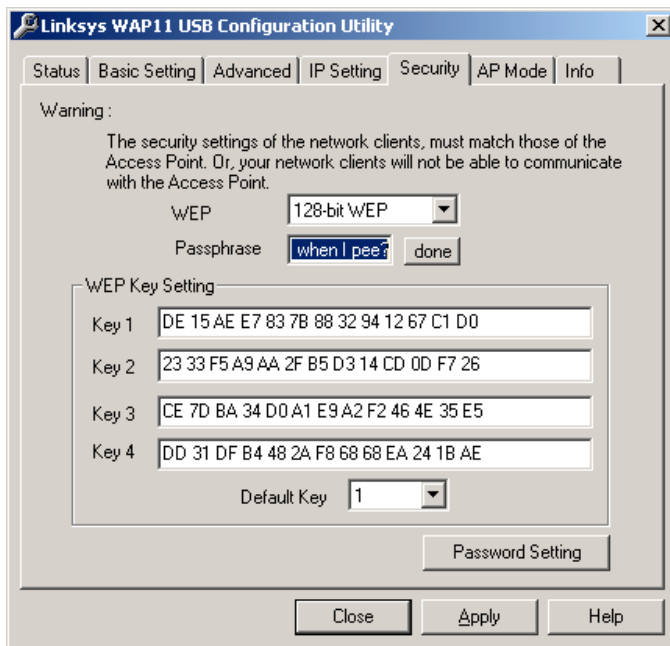 Linksys WAP11 USB Configuration Utility
Status Basic Setting Advanced IP Setting Security AP Mode Info
Warning :
The security settings of the network clients, must match those of the
Access Point. Or, your network clients will not be able to communicate
with the Access Point.
WEP 128-bit WEP
Passphrase when I pee? done
WEP Key Setting
Key 1 DE 15 AE E7 83 7B 88 32 94 12 67 C1 D0
Key 2 23 33 F5 A9 AA 2F B5 D3 14 CD 0D F7 26
Key 3 CE 7D BA 34 D0 A1 E9 A2 F2 46 4E 35 E5
Key 4 DD 31 DF B4 48 2A F8 68 68 EA 24 1B AE
Default Key 1
Password Setting
Close Apply Help